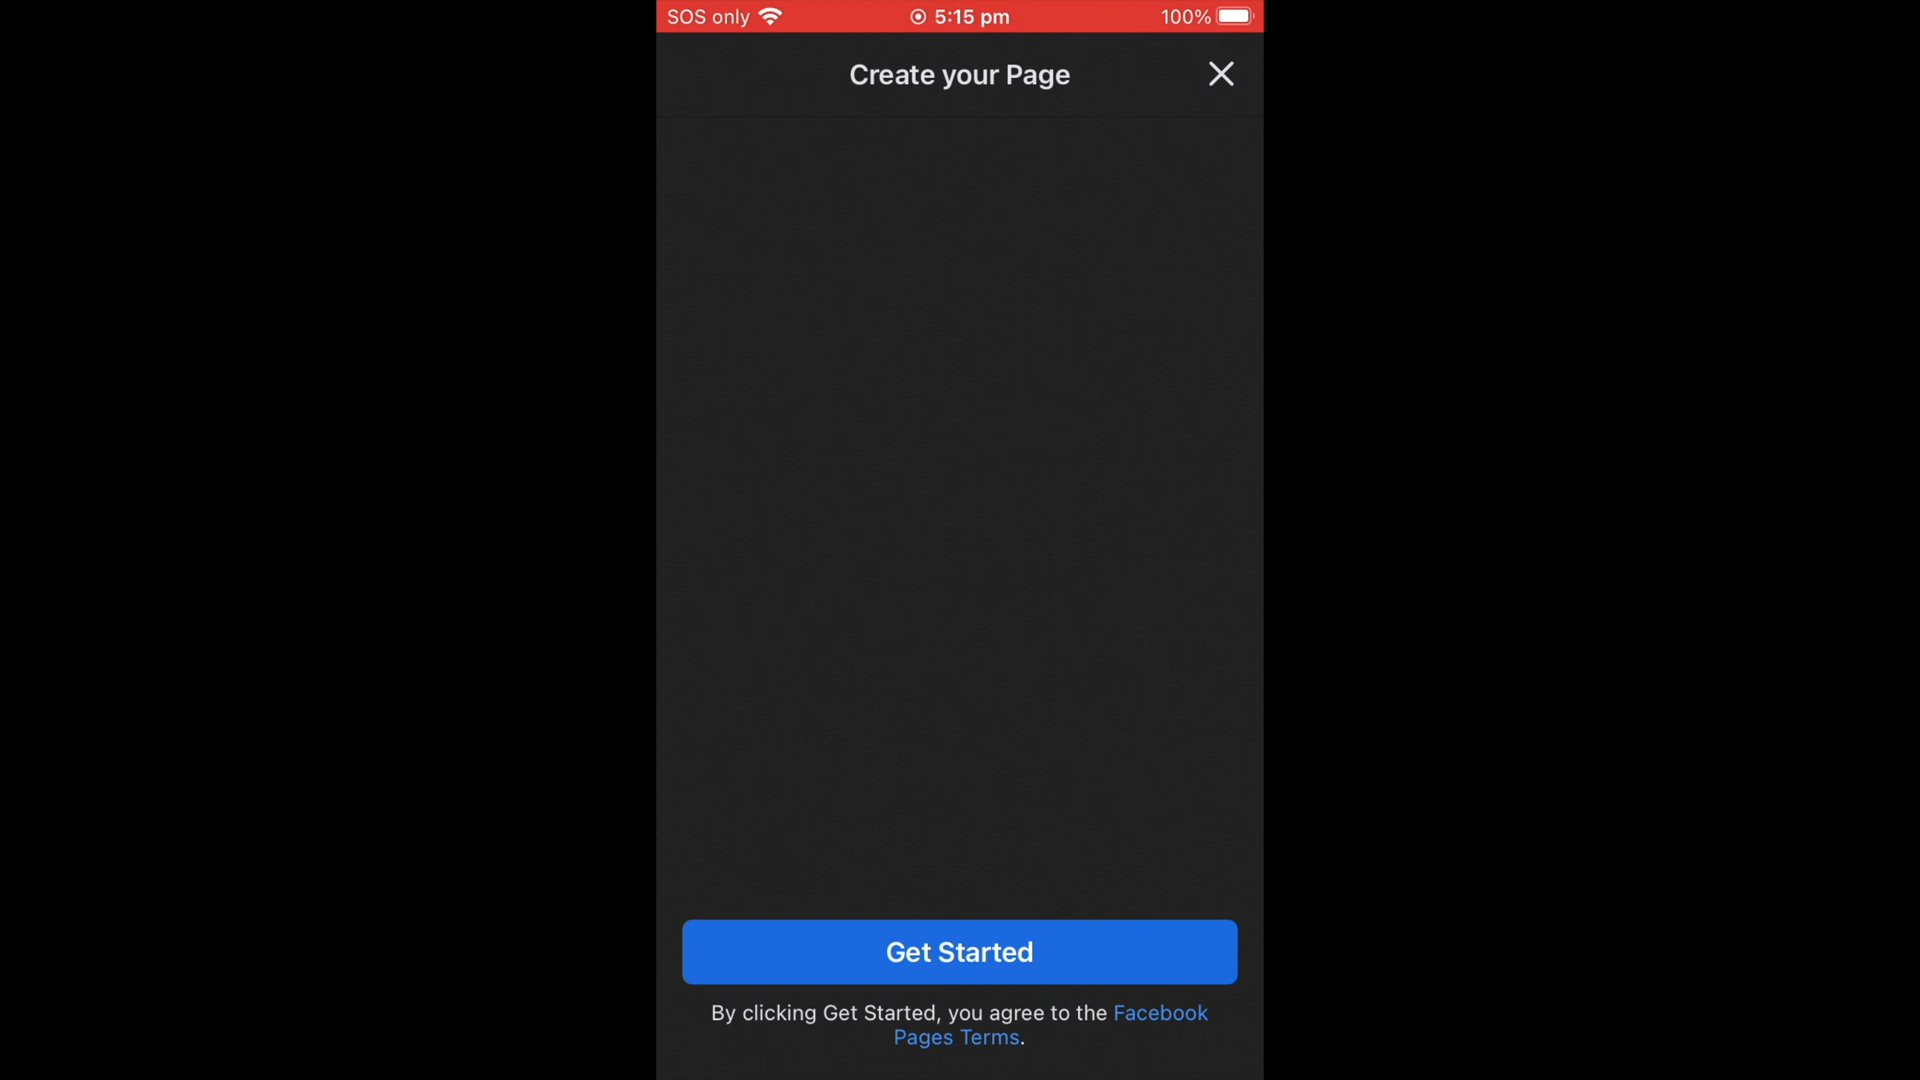 SOS only 5:15 pm 100%
Create your Page
Get Started
By clicking Get Started, you agree to the Facebook
Pages Terms.